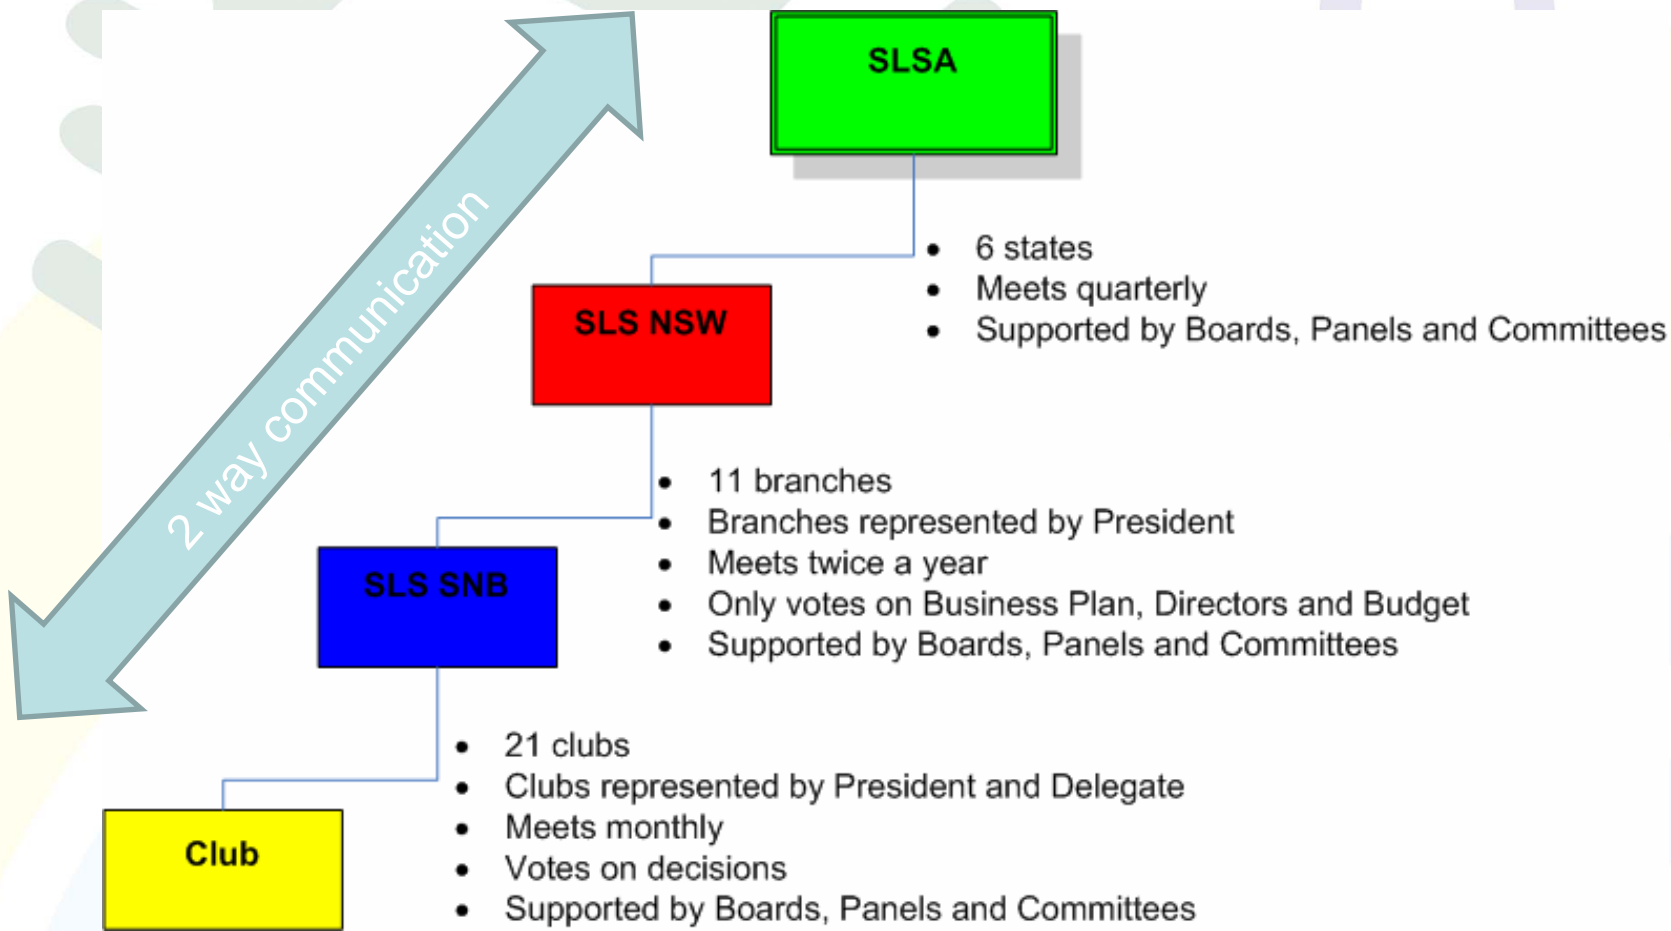 SLSA
2 way communication
• 6 states
• Meets quarterly
• Supported by Boards, Panels and Committees
SLS NSW
• 11 branches
• Branches represented by President
• Meets twice a year
• Only votes on Business Plan, Directors and Budget
• Supported by Boards, Panels and Committees
SLS SNB
• 21 clubs
• Clubs represented by President and Delegate
• Meets monthly
• Votes on decisions
• Supported by Boards, Panels and Committees
Club